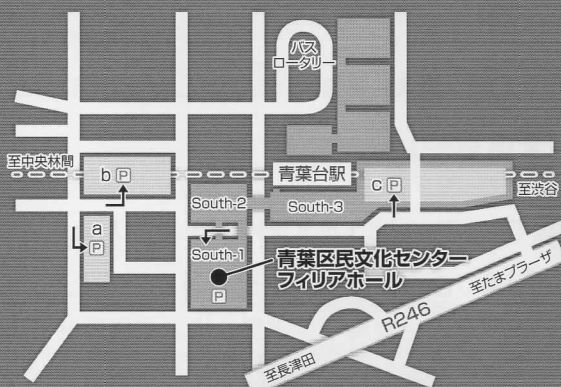 バス
ロータリー
至中央林間
b P
青葉台駅
c P
至渋谷
South-2
South-3
a
P
South-1
P
青葉区民文化センター
フィリアホール
R246
至たまプラーザ
至長津田